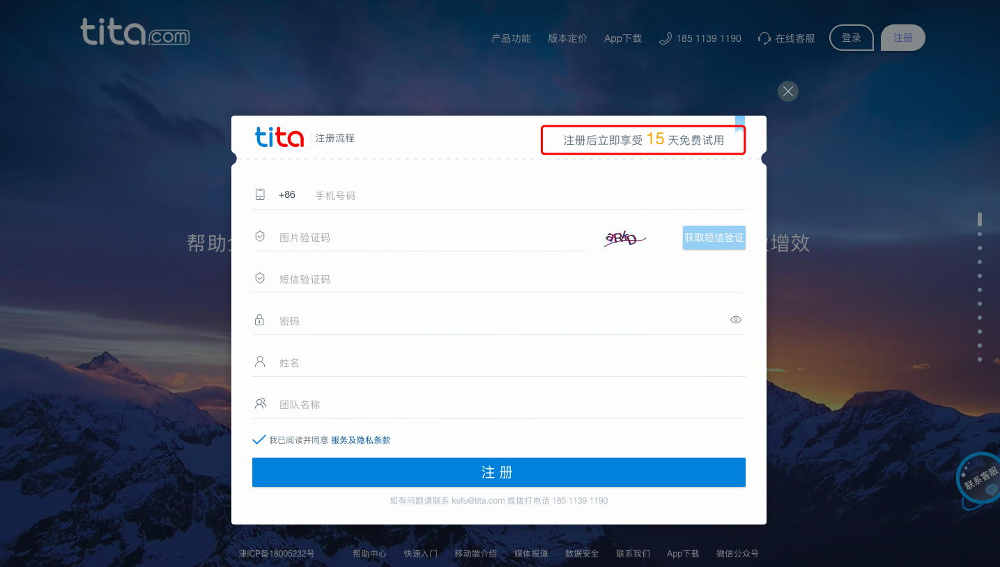 tita.com
产品功能 版本定价 App下载 185 1139 1190 在线客服 登录 注册
tita 注册流程 注册后立即享受 15 天免费试用
+86 手机号码
图片验证码 aRkD 获取短信验证
帮助 增效
短信验证码
密码
姓名
团队名称
我已阅读并同意 服务及隐私条款
注 册
联系客服
如有问题请联系 kefu@tita.com 或拔打电话 185 1139 1190
津ICP备18005232号 帮助中心 快速入门 移动端介绍 媒体报道 数据安全 联系我们 App下载 微信公众号